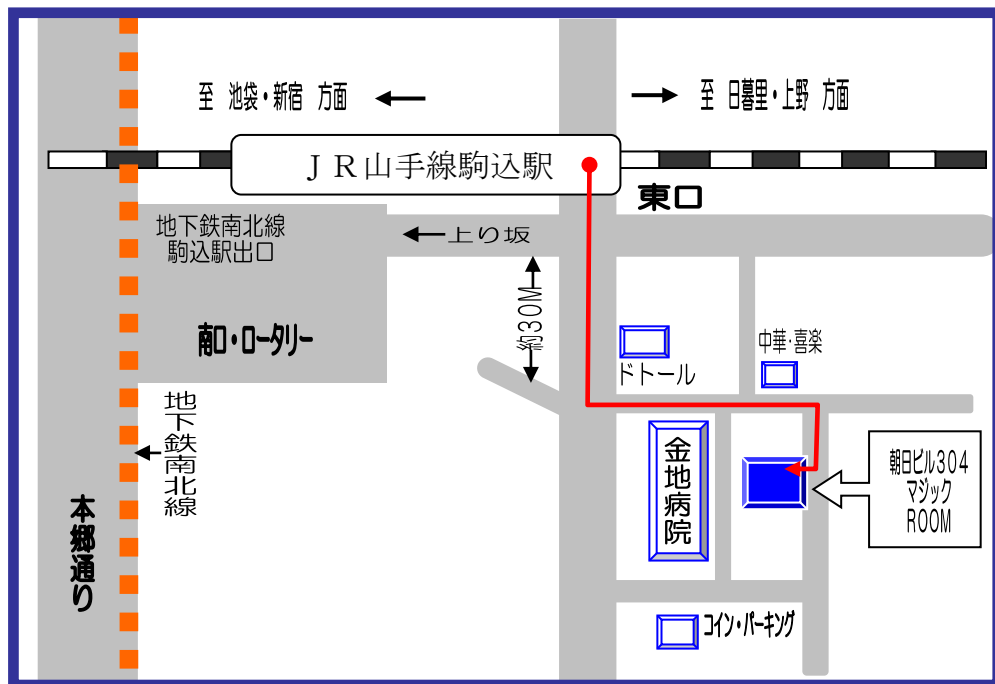 至 池袋・新宿 方面
至 日暮里・上野 方面
ＪＲ山手線駒込駅
東口
地下鉄南北線
駒込駅出口
上り坂
約30M
南口・ロータリー
ドトール
中華・喜楽
地下鉄南北線
本郷通り
金地病院
朝日ビル304
マジック
ROOM
コイン・パーキング